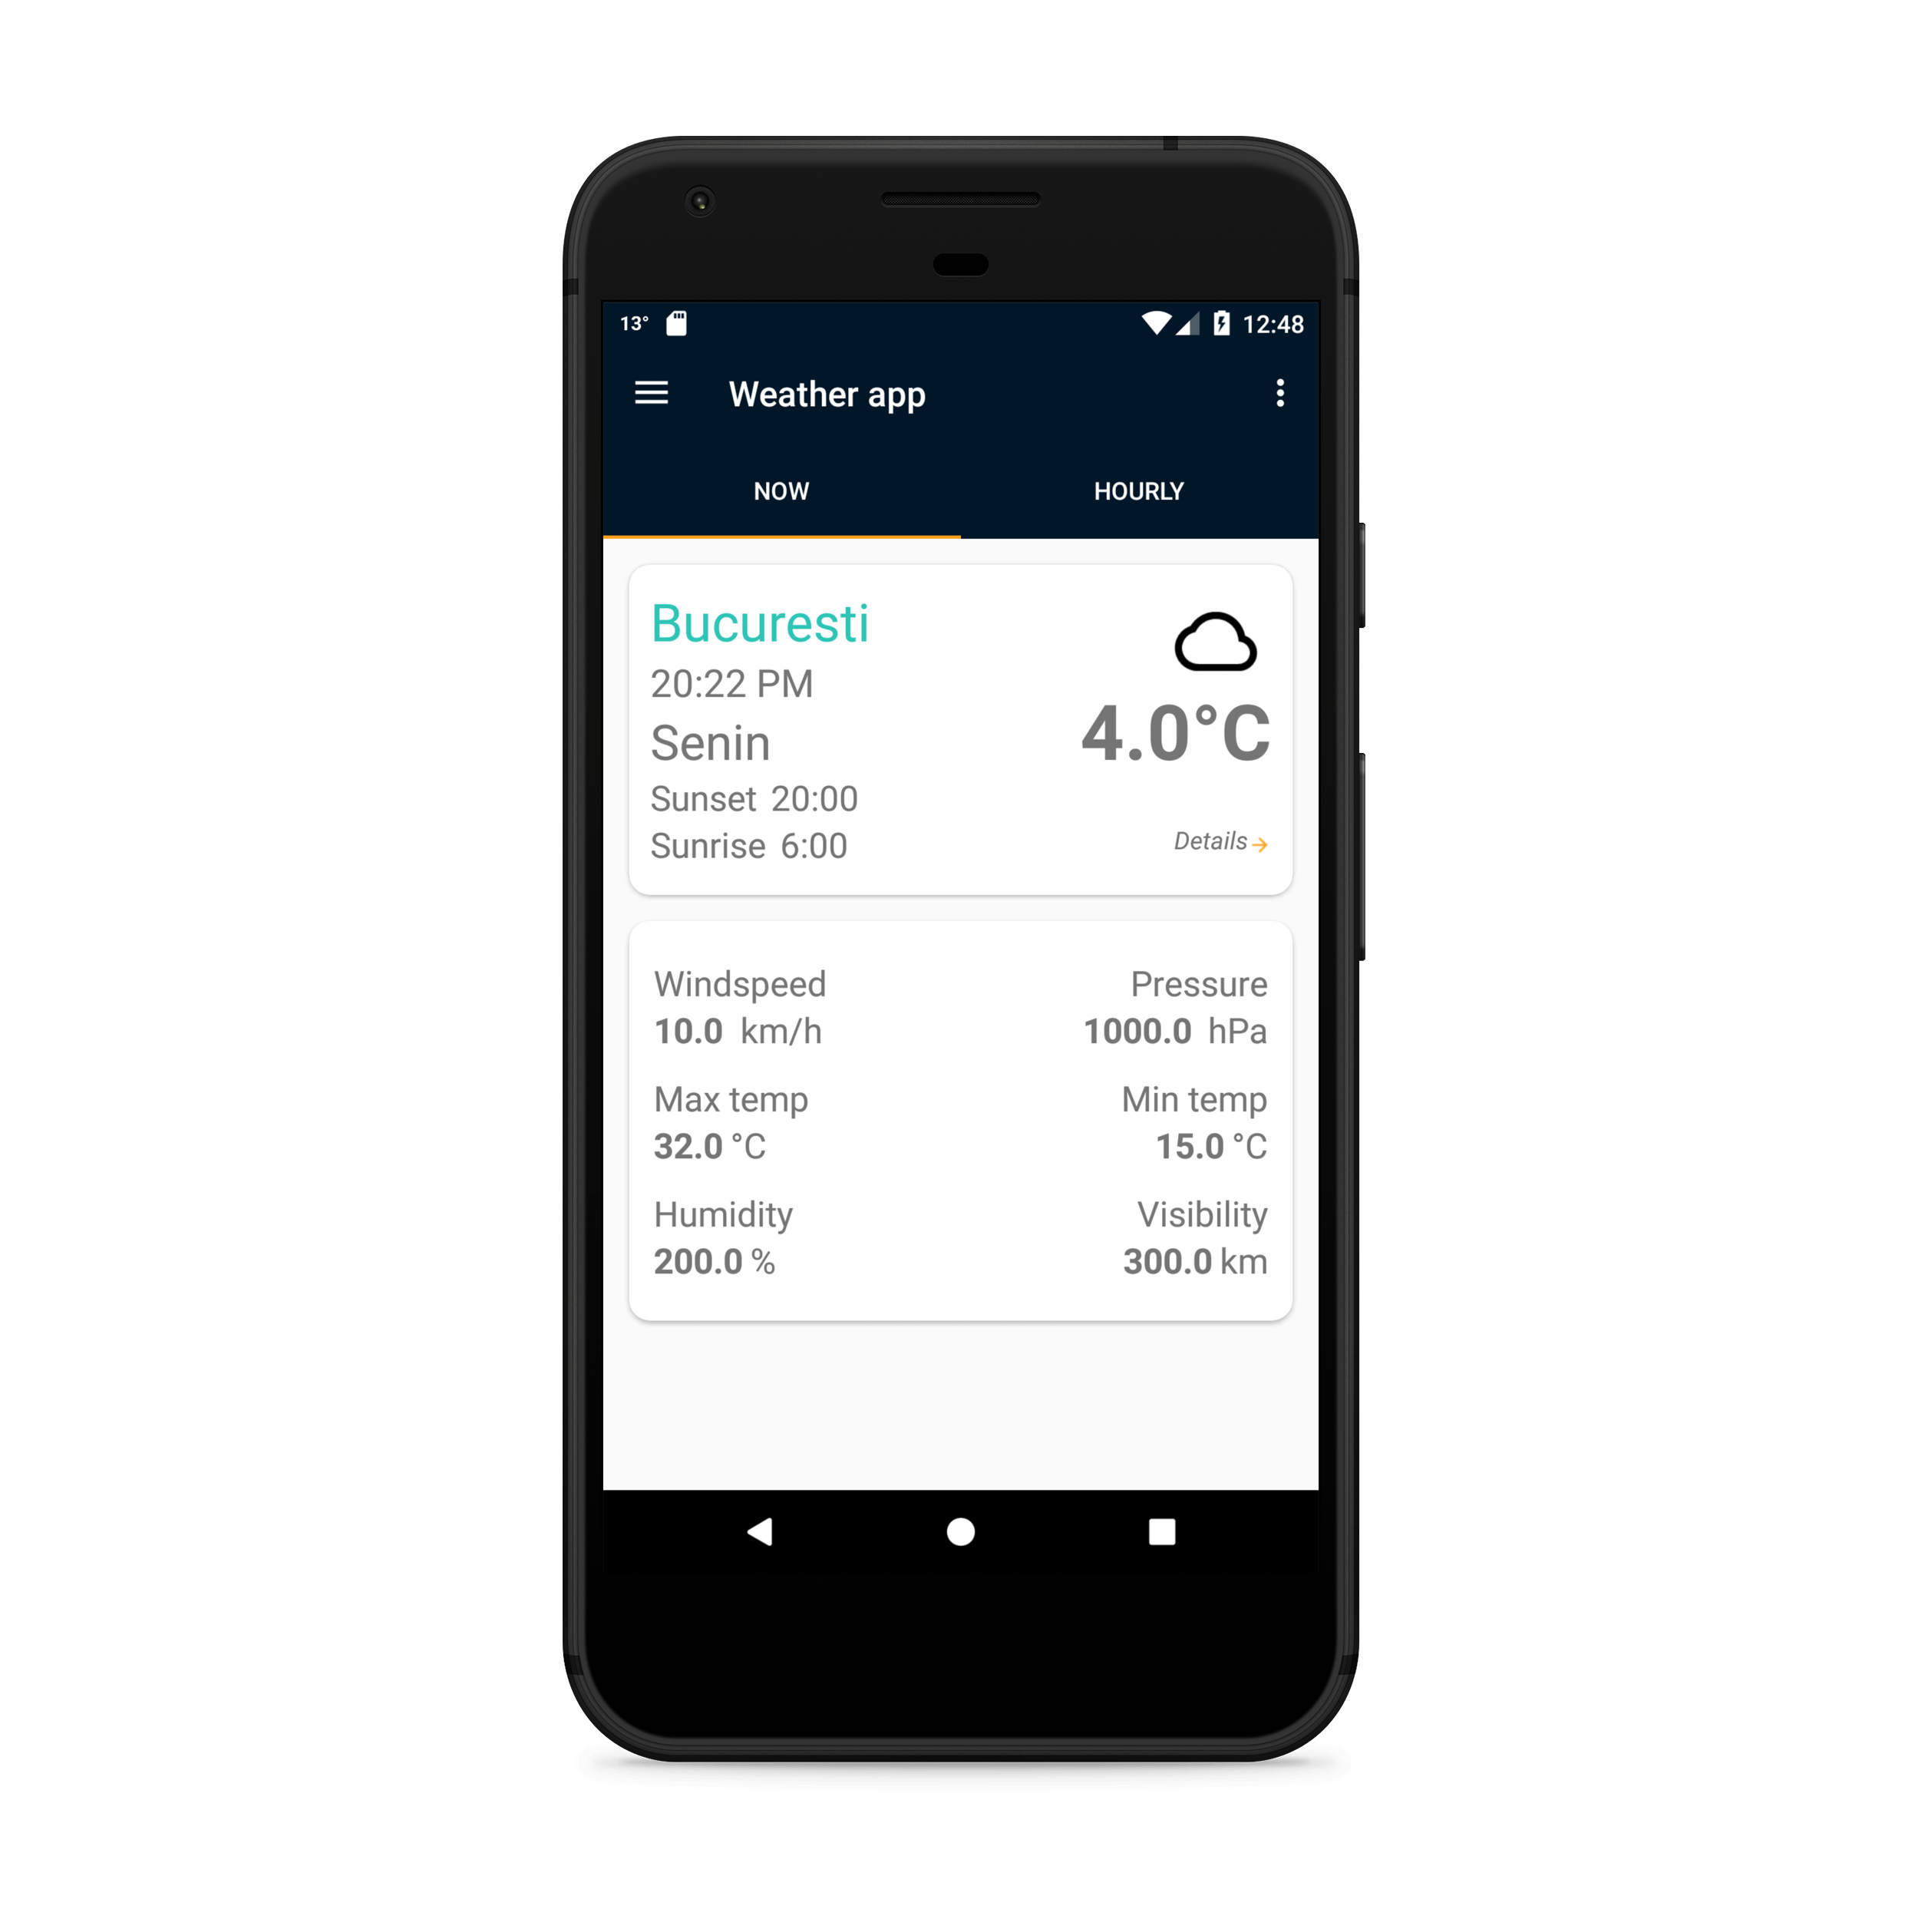 13° 12:48
Weather app
NOW HOURLY
Bucuresti
20:22 PM
Senin
4.0°C
Sunset 20:00
Sunrise 6:00
Details
Windspeed Pressure
10.0 km/h 1000.0 hPa
Max temp Min temp
32.0 °C 15.0 °C
Humidity Visibility
200.0 % 300.0 km